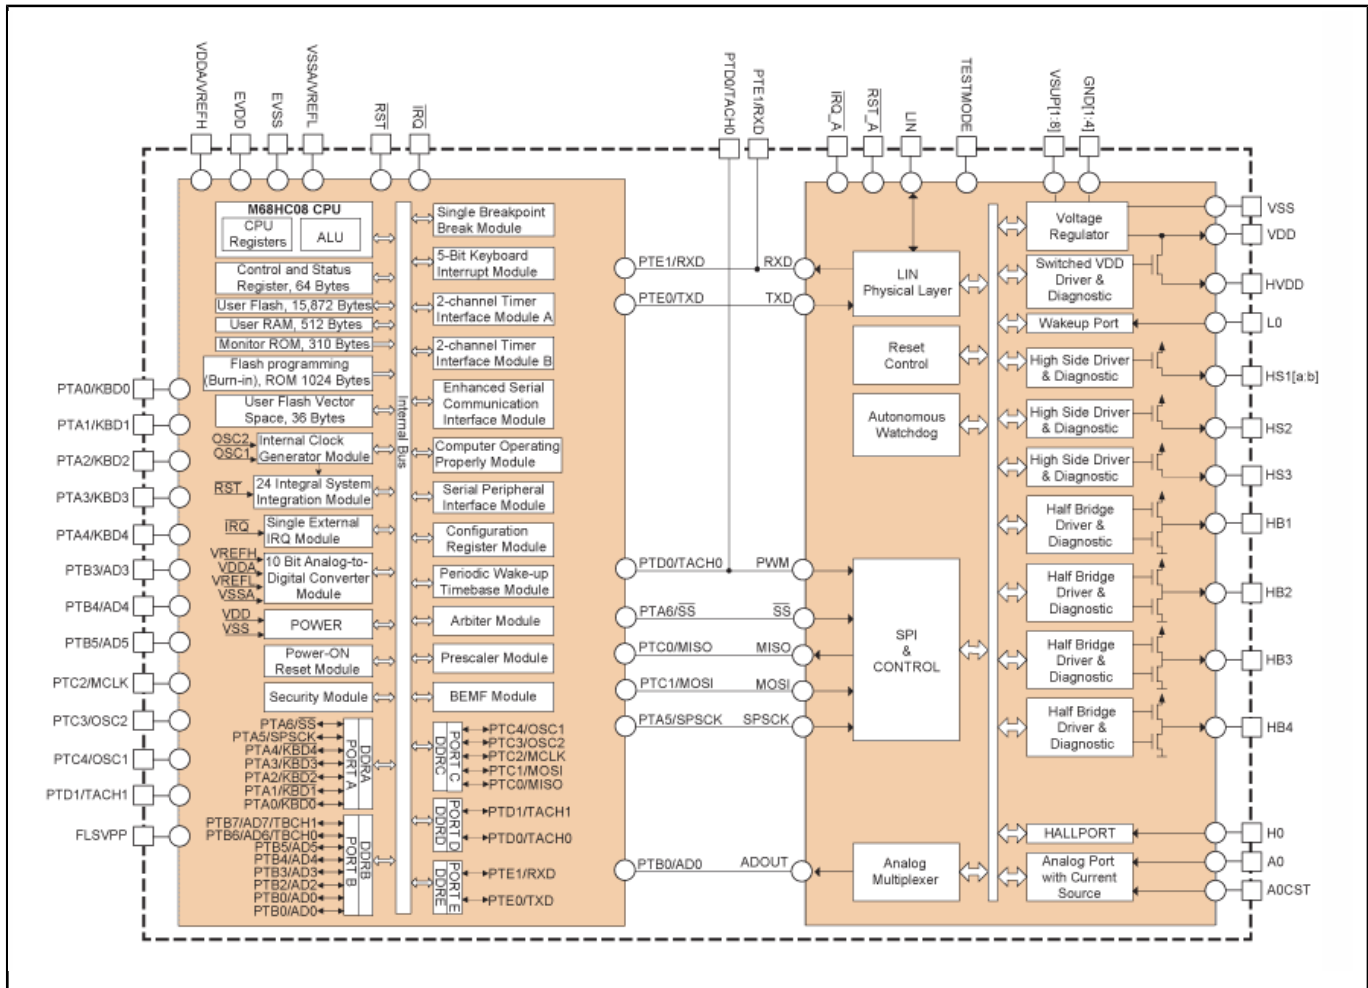 VDDA/VREFH
EVDD
EVSS
VSSA/VREFL
RST
IRQ
PTD0/TACH0
PTE1/RXD
IRQ_A
RST_A
LIN
TESTMODE
VSUP[1:8]
GND[1:4]
PTA0/KBD0
PTA1/KBD1
PTA2/KBD2
PTA3/KBD3
PTA4/KBD4
PTB3/AD3
PTB4/AD4
PTB5/AD5
PTC2/MCLK
PTC3/OSC2
PTC4/OSC1
PTD1/TACH1
FLSVPP
M68HC08 CPU
CPU
Registers
ALU
Control and Status
Register, 64 Bytes
User Flash, 15,872 Bytes
User RAM, 512 Bytes
Monitor ROM, 310 Bytes
Flash programming
(Burn-in), ROM 1024 Bytes
User Flash Vector
Space, 36 Bytes
OSC2
OSC1
Internal Clock
Generator Module
RST
24 Integral System
Integration Module
IRQ
Single External
IRQ Module
VREFH
VDDA
VREFL
VSSA
10 Bit Analog-to-
Digital Converter
Module
VDD
VSS
POWER
Power-ON
Reset Module
Security Module
PTA6/SS
PTA5/SPSCK
PTA4/KBD4
PTA3/KBD3
PTA2/KBD2
PTA1/KBD1
PTA0/KBD0
PORT A
DDRA
PTB7/AD7/TBCH1
PTB6/AD6/TBCH0
PTB5/AD5
PTB4/AD4
PTB3/AD3
PTB2/AD2
PTB0/AD0
PTB0/AD0
PORT B
DDRB
Internal Bus
Single Breakpoint
Break Module
5-Bit Keyboard
Interrupt Module
2-channel Timer
Interface Module A
2-channel Timer
Interface Module B
Enhanced Serial
Communication
Interface Module
Computer Operating
Properly Module
Serial Peripheral
Interface Module
Configuration
Register Module
Periodic Wake-up
Timebase Module
Arbiter Module
Prescaler Module
BEMF Module
DDRC
PORT C
PTC4/OSC1
PTC3/OSC2
PTC2/MCLK
PTC1/MOSI
PTC0/MISO
DDRD
PORT D
PTD1/TACH1
PTD0/TACH0
DDRE
PORT E
PTE1/RXD
PTE0/TXD
PTE1/RXD
RXD
PTE0/TXD
TXD
PTD0/TACH0
PWM
PTA6/SS
SS
PTC0/MISO
MISO
PTC1/MOSI
MOSI
PTA5/SPSCK
SPSCK
PTB0/AD0
ADOUT
LIN
Physical Layer
Reset
Control
Autonomous
Watchdog
SPI
&
CONTROL
Analog
Multiplexer
Voltage
Regulator
Switched VDD
Driver &
Diagnostic
Wakeup Port
High Side Driver
& Diagnostic
High Side Driver
& Diagnostic
High Side Driver
& Diagnostic
Half Bridge
Driver &
Diagnostic
Half Bridge
Driver &
Diagnostic
Half Bridge
Driver &
Diagnostic
Half Bridge
Driver &
Diagnostic
HALLPORT
Analog Port
with Current
Source
VSS
VDD
HVDD
L0
HS1[a:b]
HS2
HS3
HB1
HB2
HB3
HB4
H0
A0
A0CST